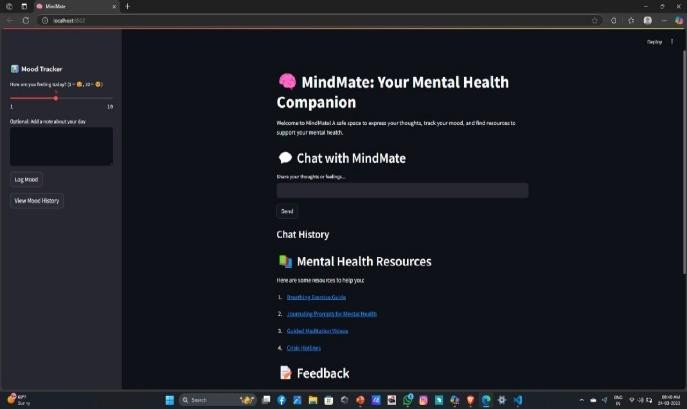 MindMate
localhost:8502
Deploy
Mood Tracker
How are you feeling today? (1 = 😞, 10 = 😊)
1 10
Optional: Add a note about your day
Log Mood
View Mood History
🧠 MindMate: Your Mental Health
Companion
Welcome to MindMate! A safe space to express your thoughts, track your mood, and find resources to
support your mental health.
💬 Chat with MindMate
Share your thoughts or feelings...
Send
Chat History
📚 Mental Health Resources
Here are some resources to help you:
1. Breathing Exercise Guide
2. Journaling Prompts for Mental Health
3. Guided Meditation Videos
4. Crisis Hotlines
📝 Feedback
Sunny
Search
ENG
IN
08:40 AM